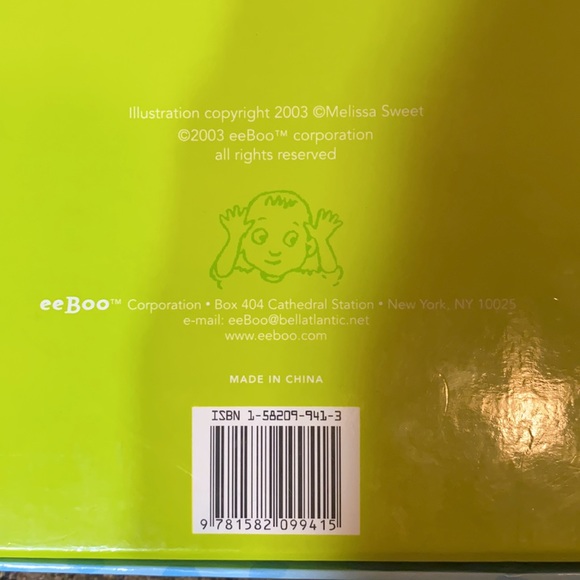 Illustration copyright 2003 ©Melissa Sweet
©2003 eeBoo™ corporation
all rights reserved
eeBoo™ Corporation • Box 404 Cathedral Station • New York, NY 10025
e-mail: eeBoo@bellatlantic.net
www.eeboo.com
MADE IN CHINA
ISBN 1-58209-941-3
9 781582 099415